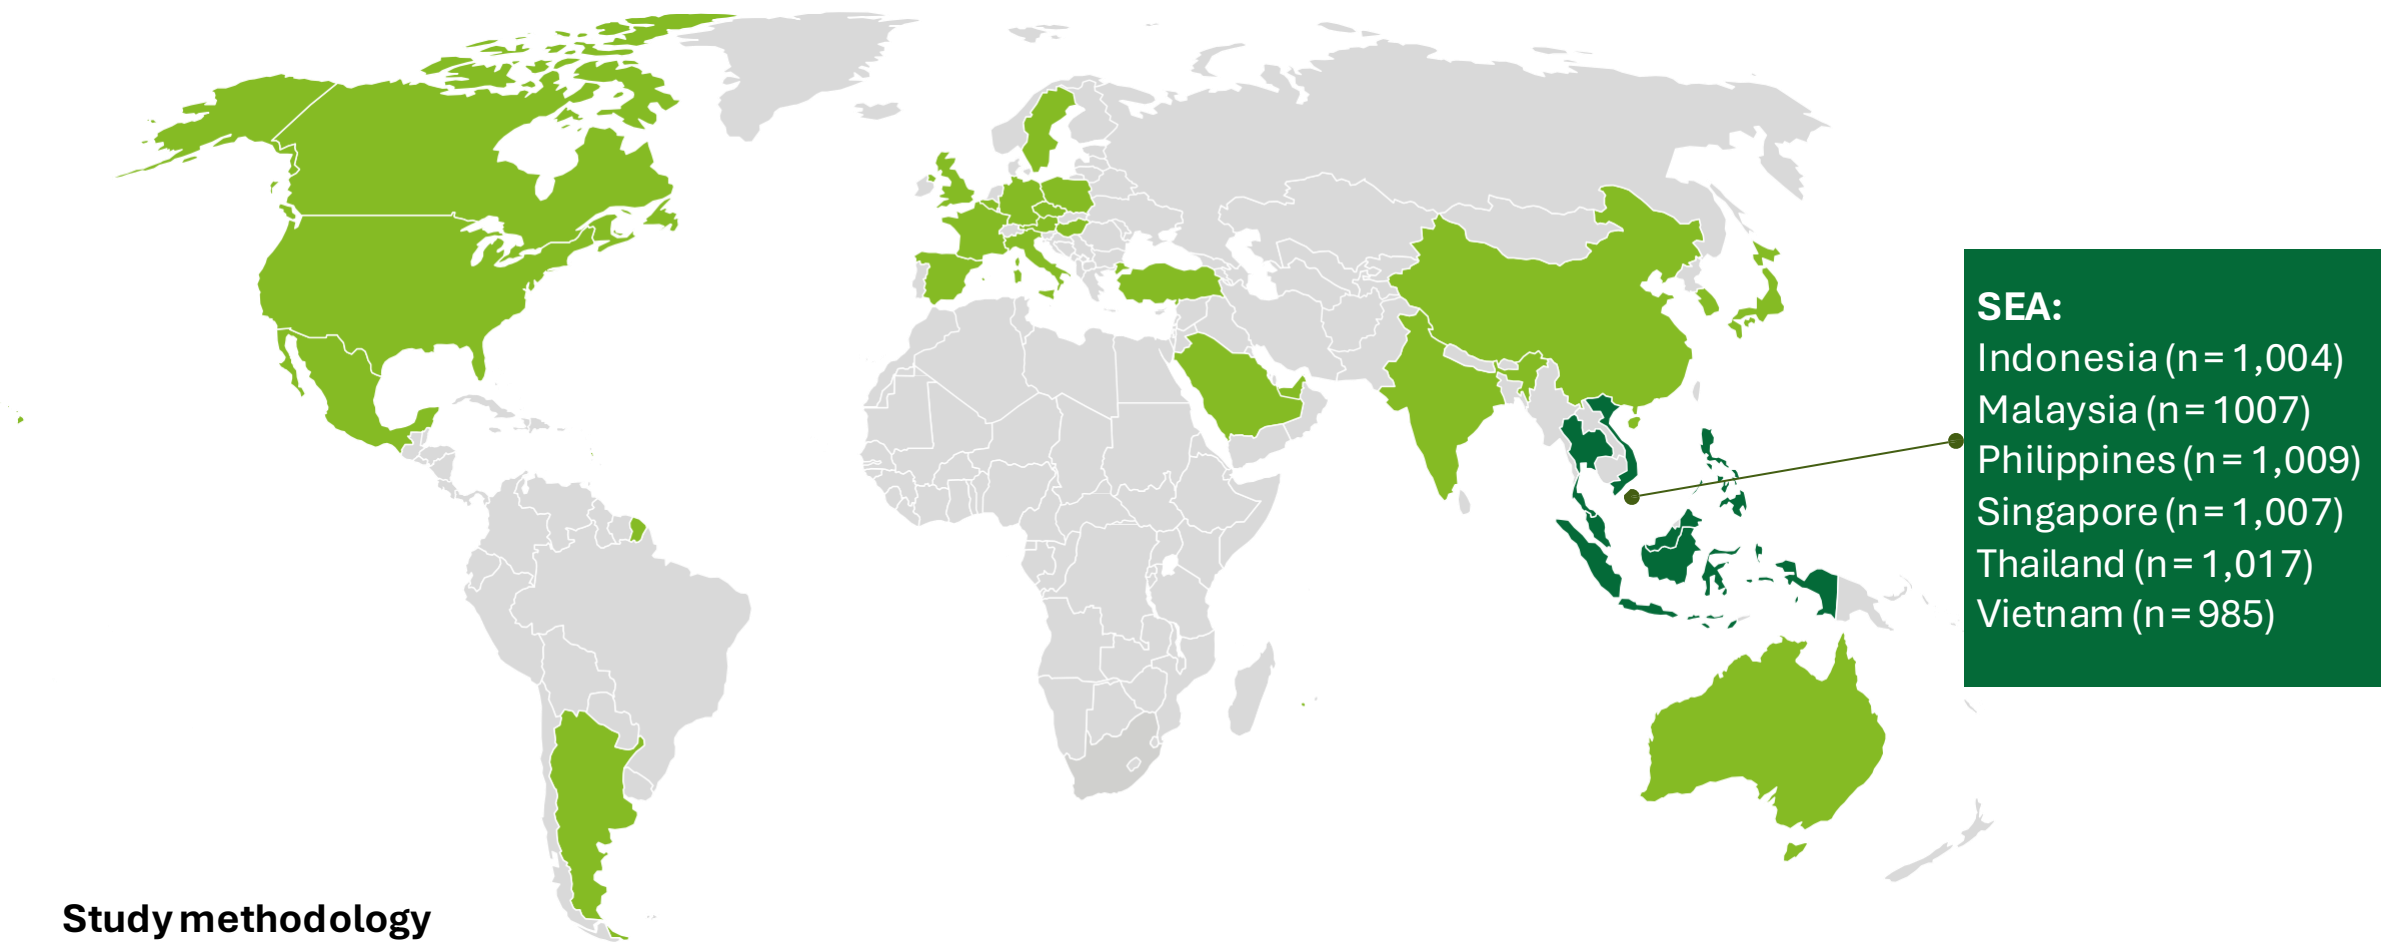 SEA:
Indonesia (n = 1,004)
Malaysia (n = 1007)
Philippines (n = 1,009)
Singapore (n = 1,007)
Thailand (n = 1,017)
Vietnam (n = 985)
Study methodology